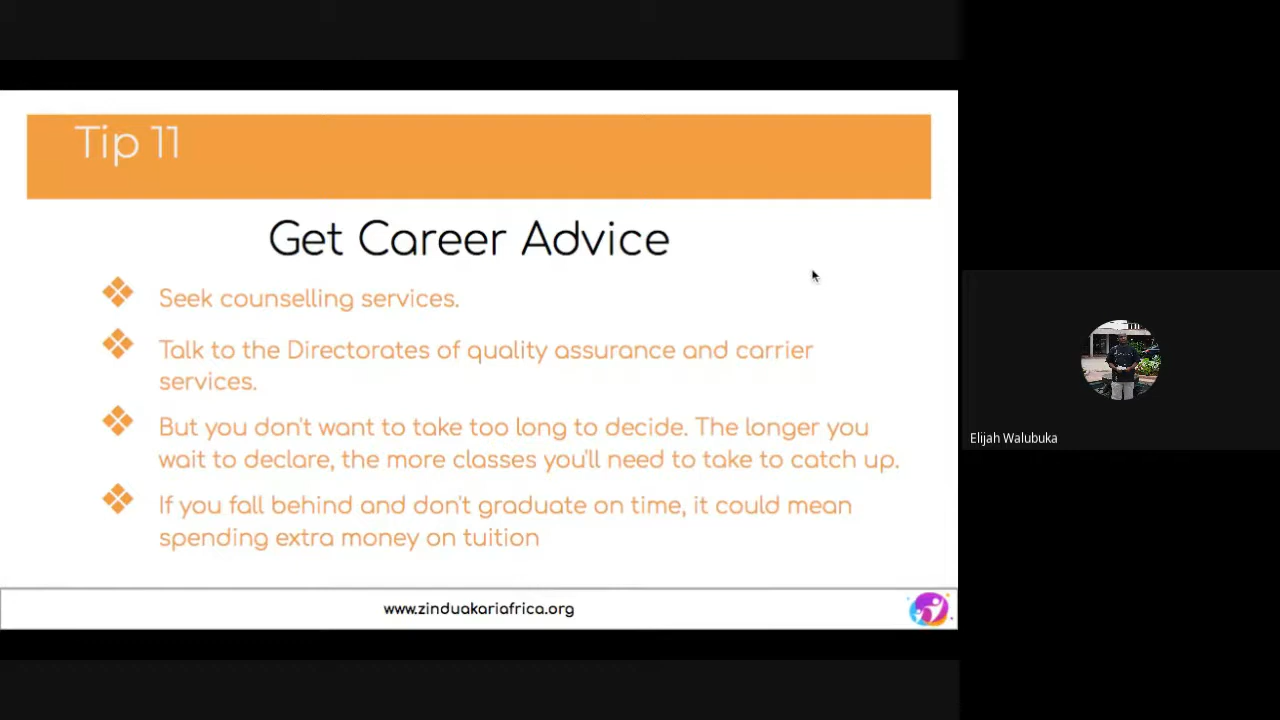 Tip 11
Get Career Advice
Seek counselling services.
Talk to the Directorates of quality assurance and carrier
services.
But you don't want to take too long to decide. The longer you
wait to declare, the more classes you'll need to take to catch up.
If you fall behind and don't graduate on time, it could mean
spending extra money on tuition
www.zinduakariafrica.org
Elijah Walubuka